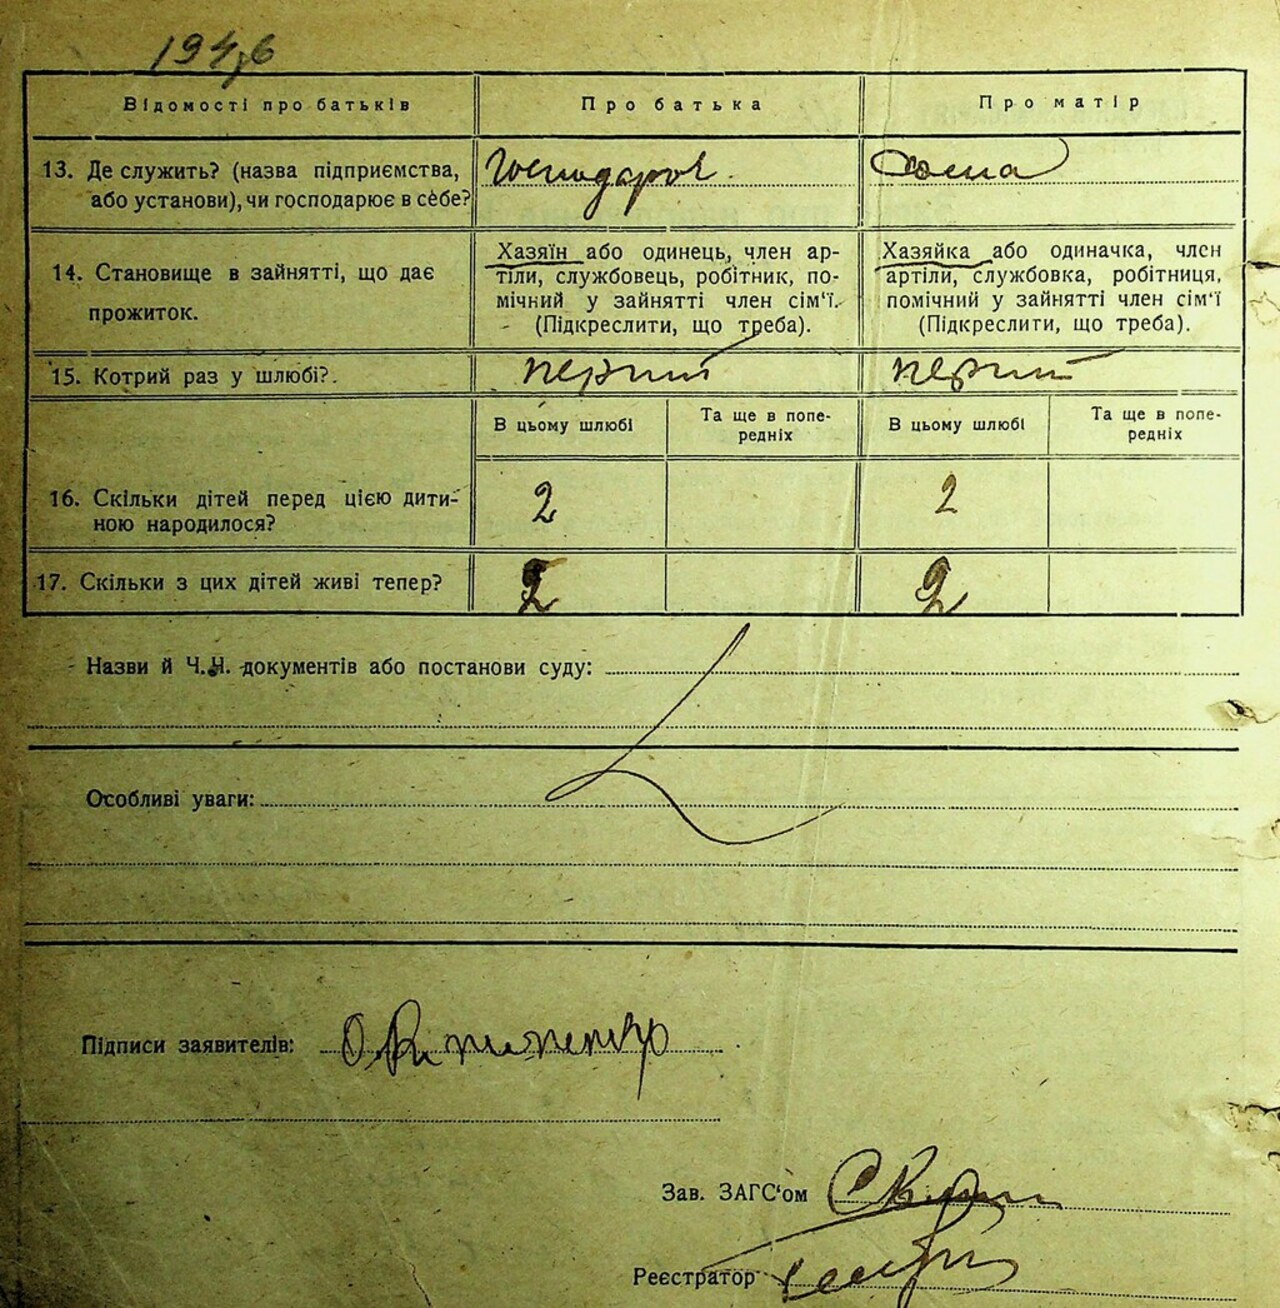 Відомості про батьків
Про батька
Про матір
13. Де служить? (назва підприємства,
або установи), чи господарює в себе?
14. Становище в зайнятті, що дає
прожиток.
Хазяїн або одинець, член ар-
тіли, службовець, робітник, по-
мічний у зайнятті член сім'ї.
(Підкреслити, що треба).
Хазяйка або одиначка, член
артіли, службовка, робітниця,
помічний у зайнятті член сім'ї
(Підкреслити, що треба).
15. Котрий раз у шлюбі?.
перший
перший
В цьому шлюбі
Та ще в попе-
редніх
В цьому шлюбі
Та ще в попе-
редніх
16. Скільки дітей перед цією дити-
ною народилося?
2
2
17. Скільки з цих дітей живі тепер?
2
2
Назви й Ч.Ч. документів або постанови суду:
Особливі уваги:
Підписи заявителів:
Зав. ЗАГС'ом
Реєстратор